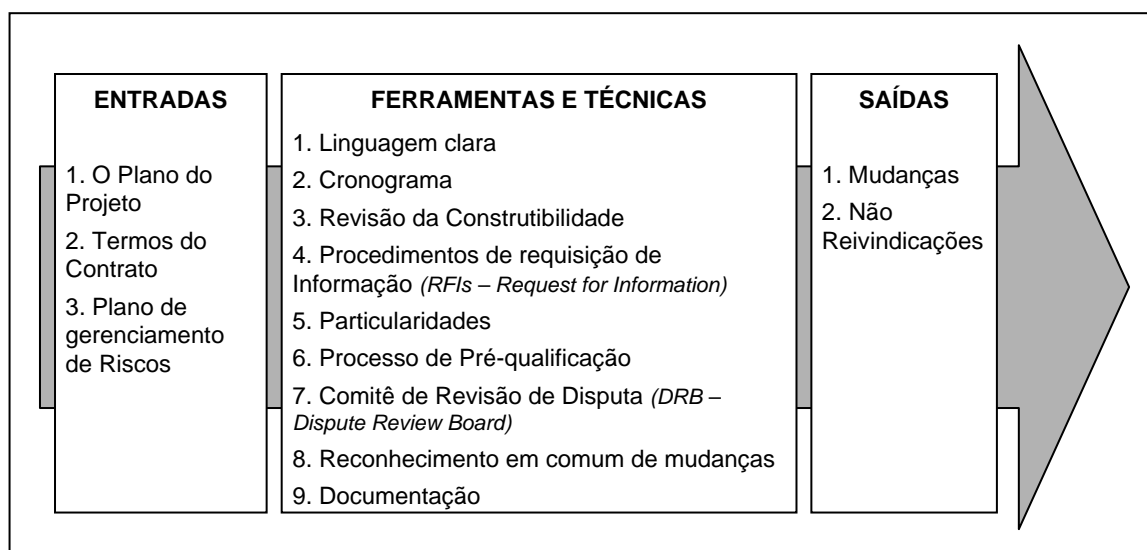 ENTRADAS
1. O Plano do
Projeto
2. Termos do
Contrato
3. Plano de
gerenciamento
de Riscos
FERRAMENTAS E TÉCNICAS
1. Linguagem clara
2. Cronograma
3. Revisão da Construtibilidade
4. Procedimentos de requisição de
Informação (RFIs – Request for Information)
5. Particularidades
6. Processo de Pré-qualificação
7. Comitê de Revisão de Disputa (DRB –
Dispute Review Board)
8. Reconhecimento em comum de mudanças
9. Documentação
SAÍDAS
1. Mudanças
2. Não
Reivindicações